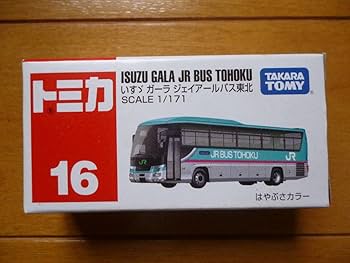 トミカ
16
ISUZU GALA JR BUS TOHOKU
いすゞ ガーラ ジェイアールバス東北
SCALE 1/171
TAKARA
TOMY
JR BUS TOHOKU
JR
はやぶさカラー